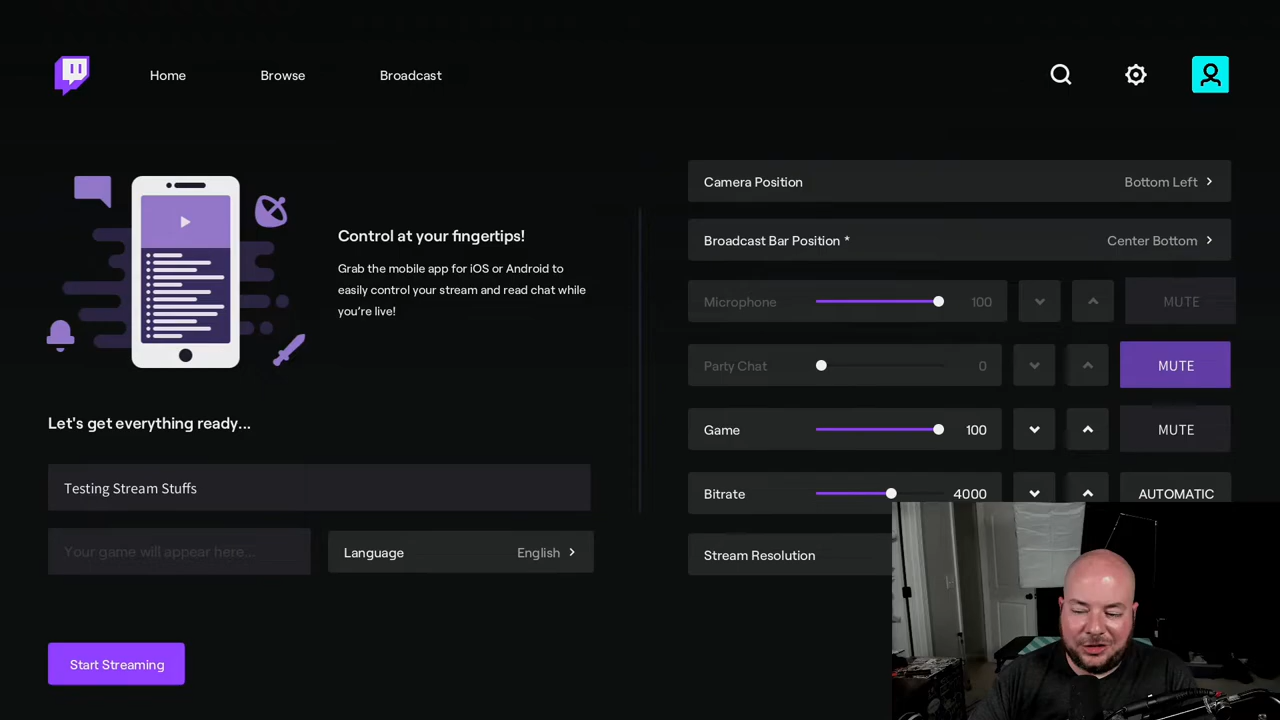 Home
Browse
Broadcast
Control at your fingertips!
Grab the mobile app for iOS or Android to
easily control your stream and read chat while
you're live!
Let's get everything ready...
Testing Stream Stuffs
Your game will appear here...
Language English
Start Streaming
Camera Position Bottom Left
Broadcast Bar Position * Center Bottom
Microphone 100 MUTE
Party Chat 0 MUTE
Game 100 MUTE
Bitrate 4000 AUTOMATIC
Stream Resolution